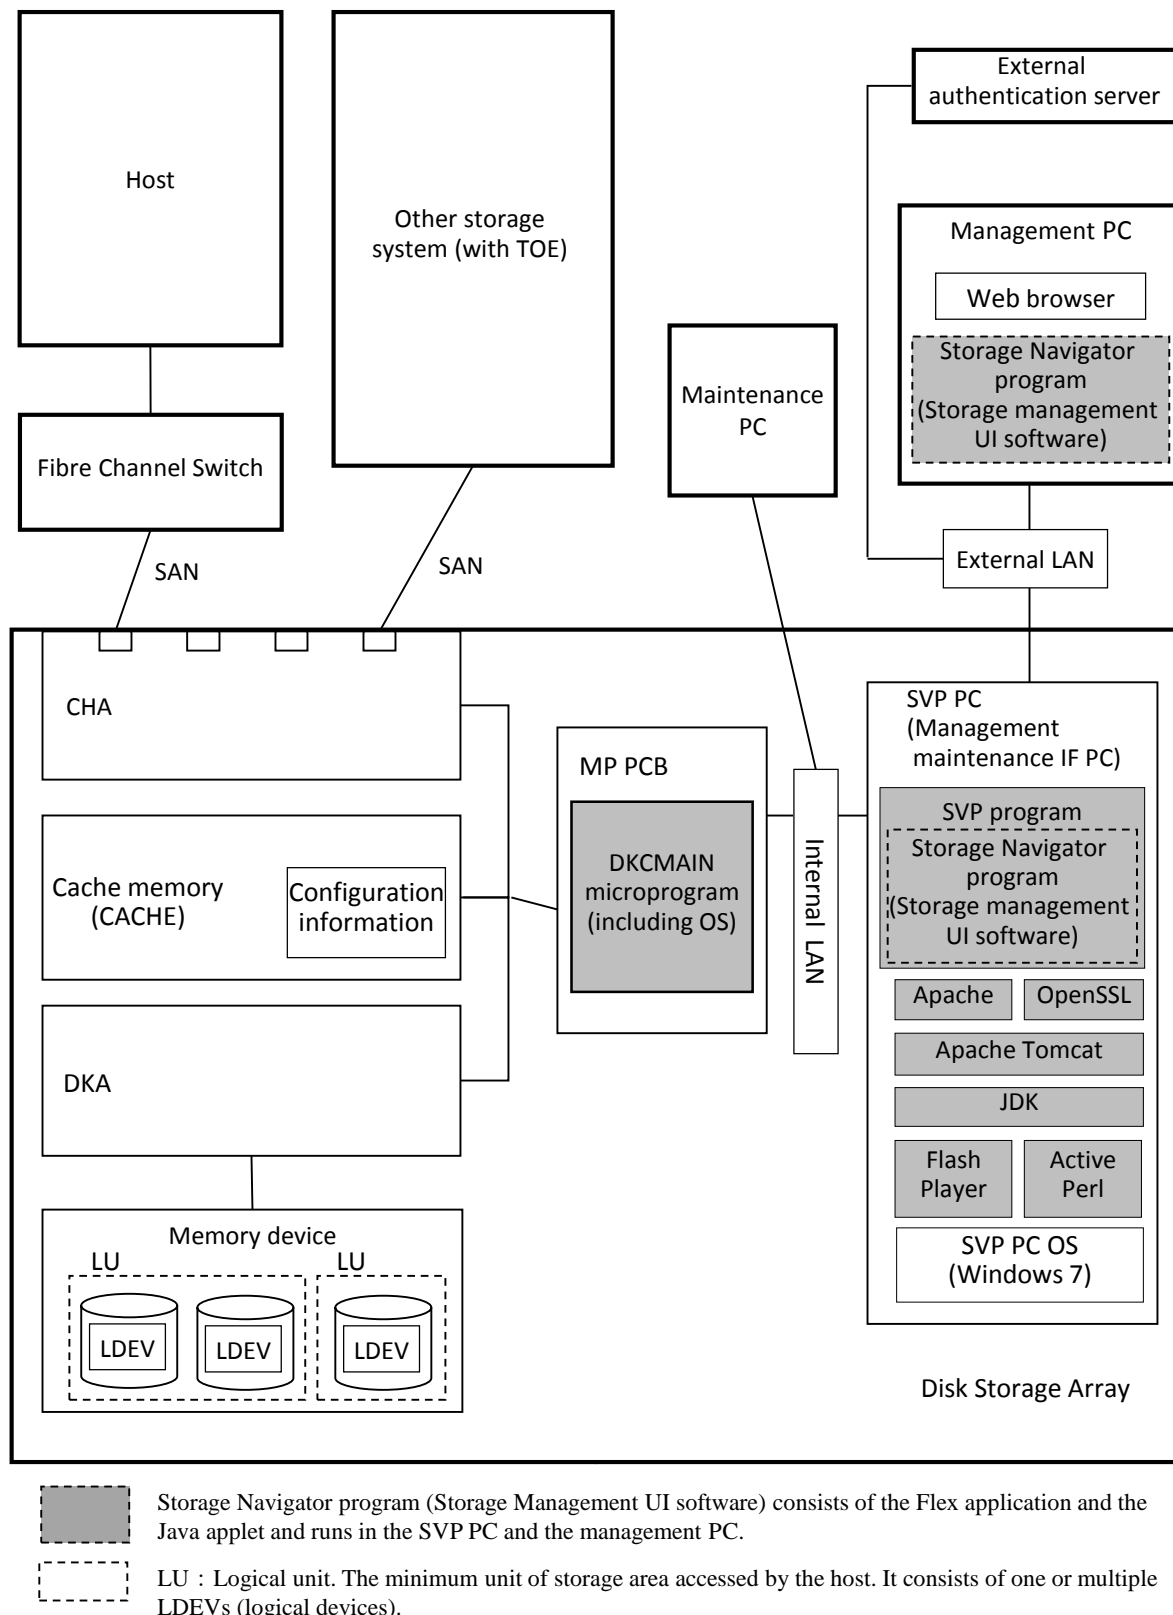 External
authentication server
Host
Other storage
system (with TOE)
Management PC
Web browser
Storage Navigator
program
(Storage management
UI software)
Maintenance
PC
Fibre Channel Switch
External LAN
SAN
SAN
CHA
SVP PC
(Management
maintenance IF PC)
MP PCB
SVP program
Storage Navigator
program
(Storage management
UI software)
DKCMAIN
microprogram
(including OS)
Internal LAN
Cache memory
(CACHE)
Configuration
information
Apache
OpenSSL
Apache Tomcat
JDK
DKA
Flash
Player
Active
Perl
SVP PC OS
(Windows 7)
Memory device
LU
LU
LDEV
LDEV
LDEV
Disk Storage Array
Storage Navigator program (Storage Management UI software) consists of the Flex application and the
Java applet and runs in the SVP PC and the management PC.
LU : Logical unit. The minimum unit of storage area accessed by the host. It consists of one or multiple
LDEVs (logical devices).